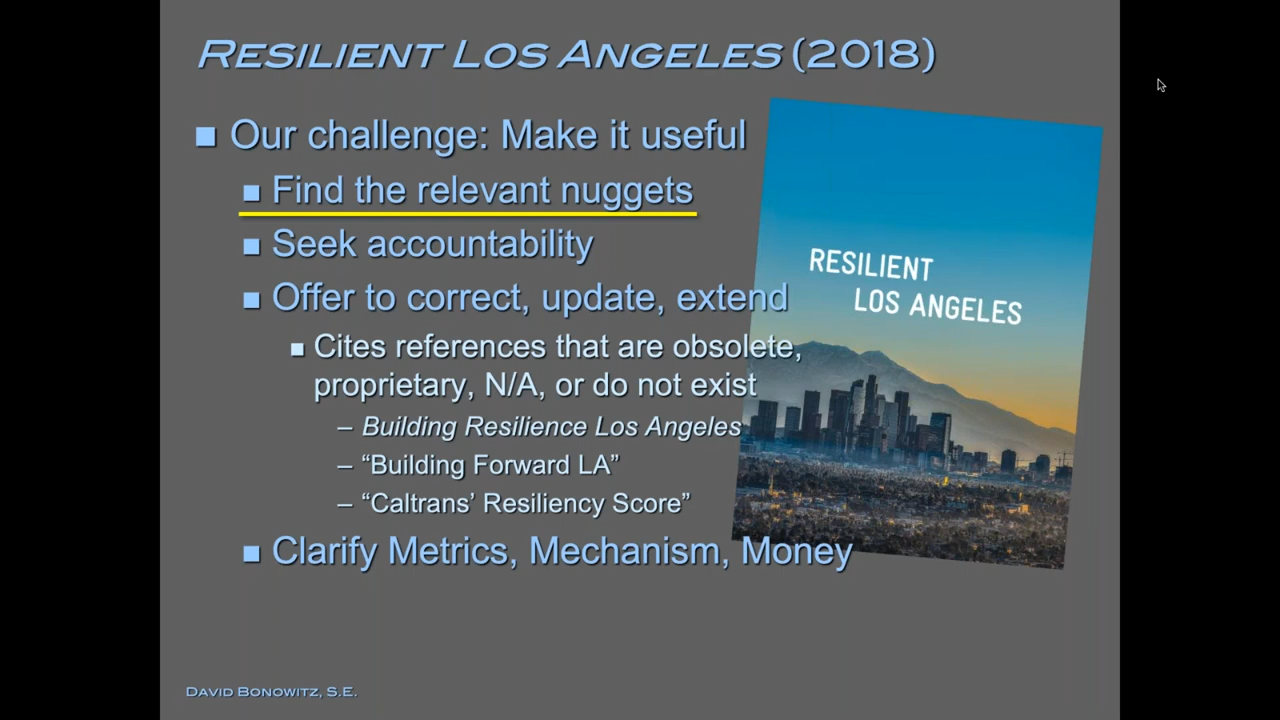 RESILIENT LOS ANGELES (2018)
■ Our challenge: Make it useful
■ Find the relevant nuggets
■ Seek accountability
■ Offer to correct, update, extend
■ Cites references that are obsolete,
proprietary, N/A, or do not exist
– Building Resilience Los Angeles
– “Building Forward LA”
– “Caltrans’ Resiliency Score”
■ Clarify Metrics, Mechanism, Money
RESILIENT
LOS ANGELES
DAVID BONOWITZ, S.E.